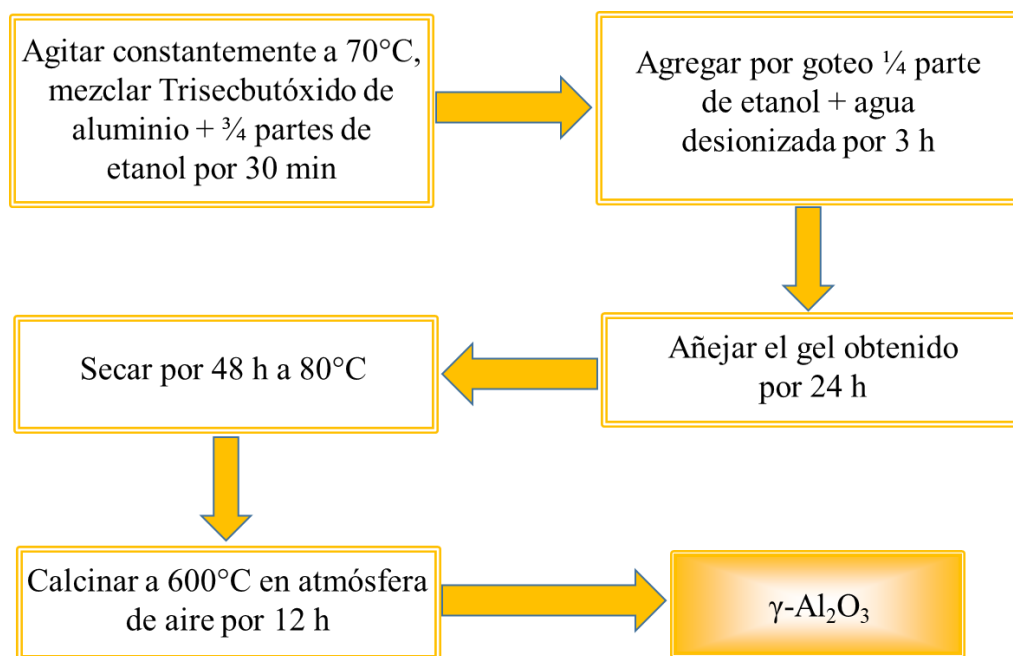 Agitar constantemente a 70°C,
mezclar Trisecbutóxido de
aluminio + ¾ partes de
etanol por 30 min
Agregar por goteo ¼ parte
de etanol + agua
desionizada por 3 h
Añejar el gel obtenido
por 24 h
Secar por 48 h a 80°C
Calcinar a 600°C en atmósfera
de aire por 12 h
γ-Al₂O₃